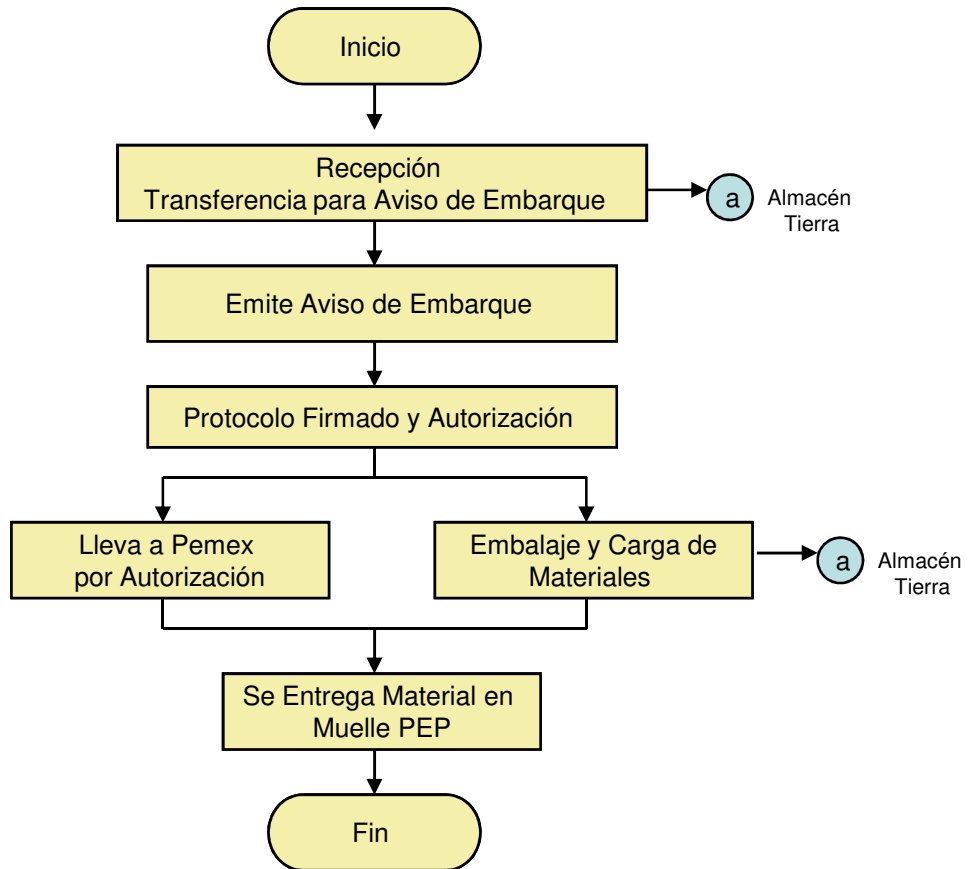 Inicio
Recepción
Transferencia para Aviso de Embarque
a
Almacén
Tierra
Emite Aviso de Embarque
Protocolo Firmado y Autorización
Lleva a Pemex
por Autorización
Embalaje y Carga de
Materiales
a
Almacén
Tierra
Se Entrega Material en
Muelle PEP
Fin